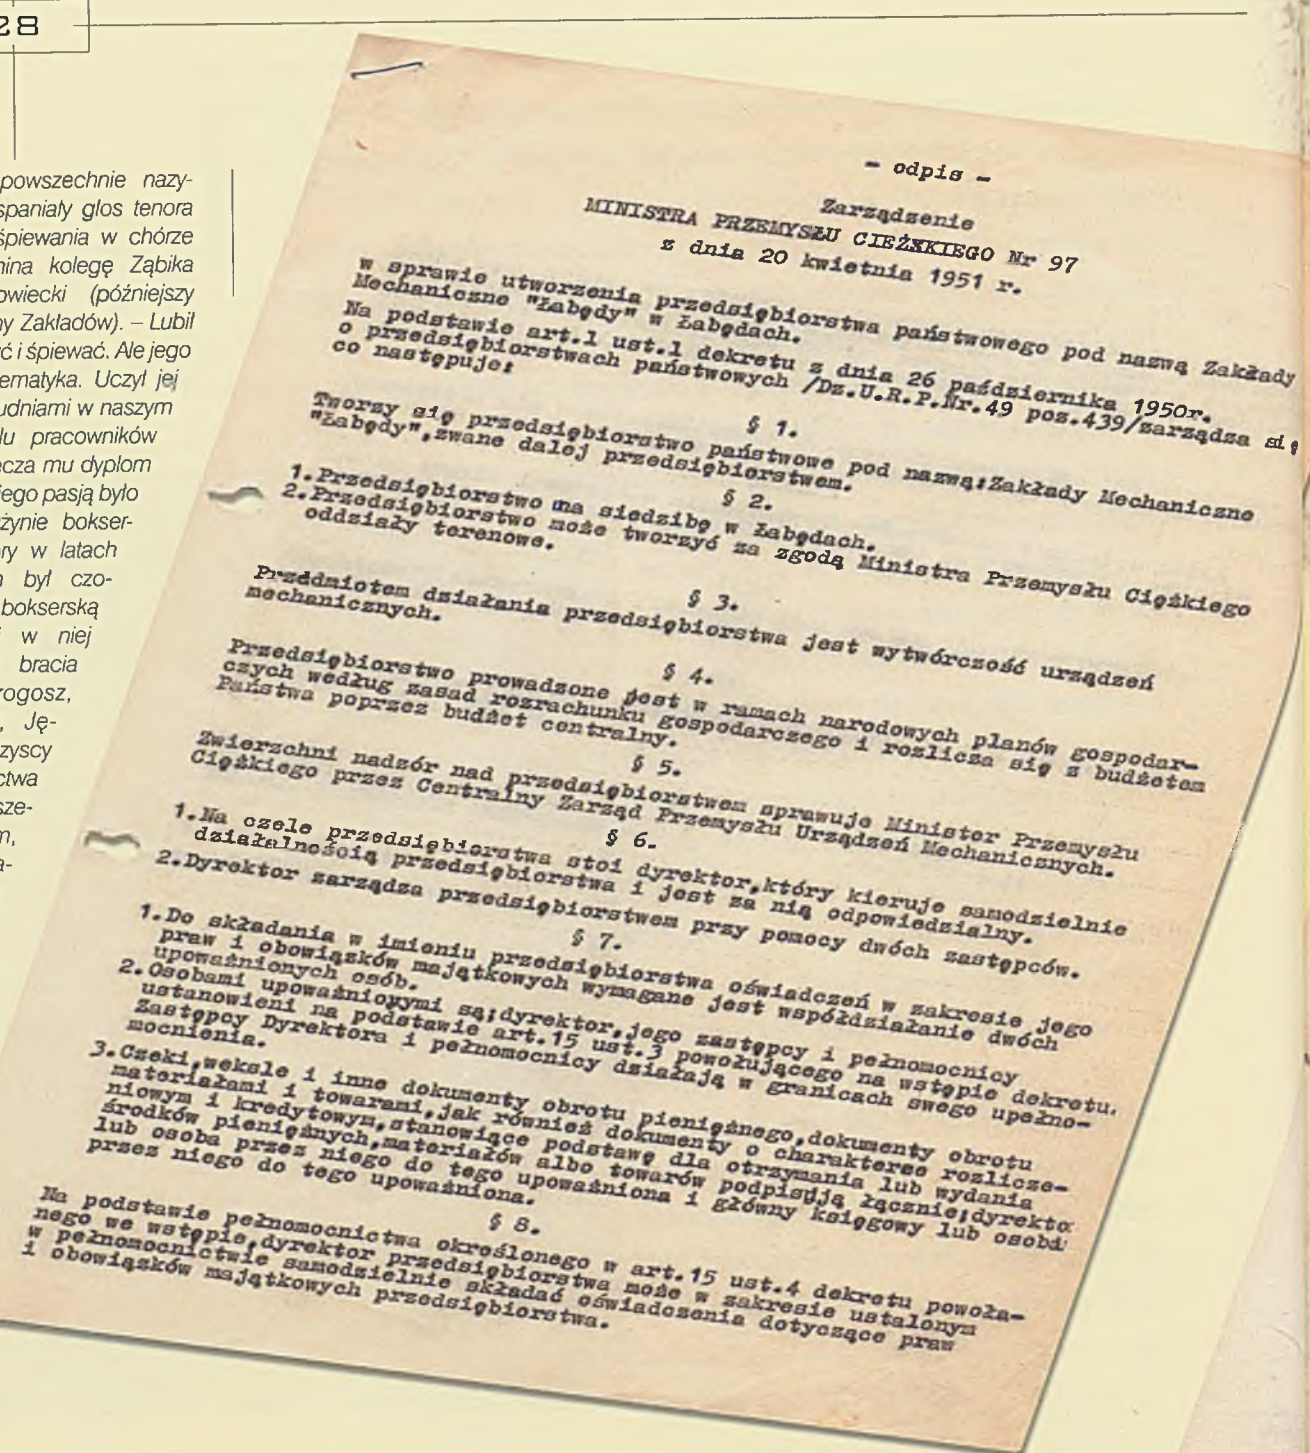 28
powszechnie nazy-
spaniały głos tenora
śpiewania w chórze
nina kolegę Ząbika
owiecki (późniejszy
ny Zakładów). – Lubił
ć i śpiewać. Ale jego
ematyka. Uczył jej
udniami w naszym
lu pracowników
ęcza mu dyplom
jego pasją było
żynie bokser-
ry w latach
był czo-
bokserską
w niej
bracia
rogosz,
, Ję-
zyscy
ctwa
sze-
m,
a-
- odpis -
Zarządzenie
MINISTRA PRZEMYSŁU CIEŻXKIEGO Nr 97
z dnia 20 kwietnia 1951 r.
w sprawie utworzenia przedsiębiorstwa państwowego pod nazwą Zakłady
Mechaniczne "Łabędy" w Łabędach.
Na podstawie art.1 ust.1 dekretu z dnia 26 października 1950r.
o przedsiębiorstwach państwowych /Dz.U.R.P.Nr.49 poz.439/zarządza się
co następuje:
§ 1.
Tworzy się przedsiębiorstwo państwowe pod nazwą:Zakłady Mechaniczne
"Łabędy",zwane dalej przedsiębiorstwem.
§ 2.
1.Przedsiębiorstwo ma siedzibę w Łabędach.
2.Przedsiębiorstwo może tworzyć za zgodą Ministra Przemysłu Ciężkiego
oddziały terenowe.
§ 3.
Przedmiotem działania przedsiębiorstwa jest wytwórczość urządzeń
mechanicznych.
§ 4.
Przedsiębiorstwo prowadzone jest w ramach narodowych planów gospodar-
czych według zasad rozrachunku gospodarczego i rozlicza się z budżetem
Państwa poprzez budżet centralny.
§ 5.
Zwierzchni nadzór nad przedsiębiorstwem sprawuje Minister Przemysłu
Ciężkiego przez Centralny Zarząd Przemysłu Urządzeń Mechanicznych.
§ 6.
1.Na czele przedsiębiorstwa stoi dyrektor,który kieruje samodzielnie
działalnością przedsiębiorstwa i jest za nią odpowiedzialny.
2.Dyrektor zarządza przedsiębiorstwem przy pomocy dwóch zastępców.
§ 7.
1.Do składania w imieniu przedsiębiorstwa oświadczeń w zakresie jego
praw i obowiązków majątkowych wymagane jest współdziałanie dwóch
upoważnionych osób.
2.Osobami upoważnionymi są:dyrektor,jego zastępcy i pełnomocnicy
ustanowieni na podstawie art.15 ust.3 powołującego na wstępie dekretu.
Zastępcy Dyrektora i pełnomocnicy działają w granicach swego upełno-
mocnienia.
3.Czeki,weksle i inne dokumenty obrotu pieniężnego,dokumenty obrotu
materiałami i towarami,jak również dokumenty o charakterze rozlicze-
niowym i kredytowym,stanowiące podstawę dla otrzymania lub wydania
środków pieniężnych,materiałów albo towarów podpisują łącznie:dyrektor
lub osoba przez niego do tego upoważniona i główny księgowy lub osoba
przez niego do tego upoważniona.
§ 8.
Na podstawie pełnomocnictwa określonego w art.15 ust.4 dekretu powoła-
nego we wstępie,dyrektor przedsiębiorstwa może w zakresie ustalonym
w pełnomocnictwie samodzielnie składać oświadczenia dotyczące praw
i obowiązków majątkowych przedsiębiorstwa.